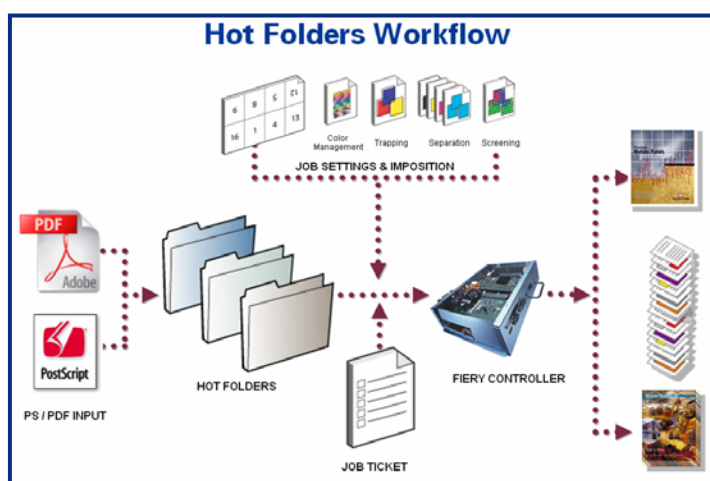 Hot Folders Workflow
6 8 5 12
16 1 4 13
Color
Management
Trapping
Separation
Screening
JOB SETTINGS & IMPOSITION
PDF
Adobe
PostScript
PS / PDF INPUT
HOT FOLDERS
JOB TICKET
FIERY CONTROLLER